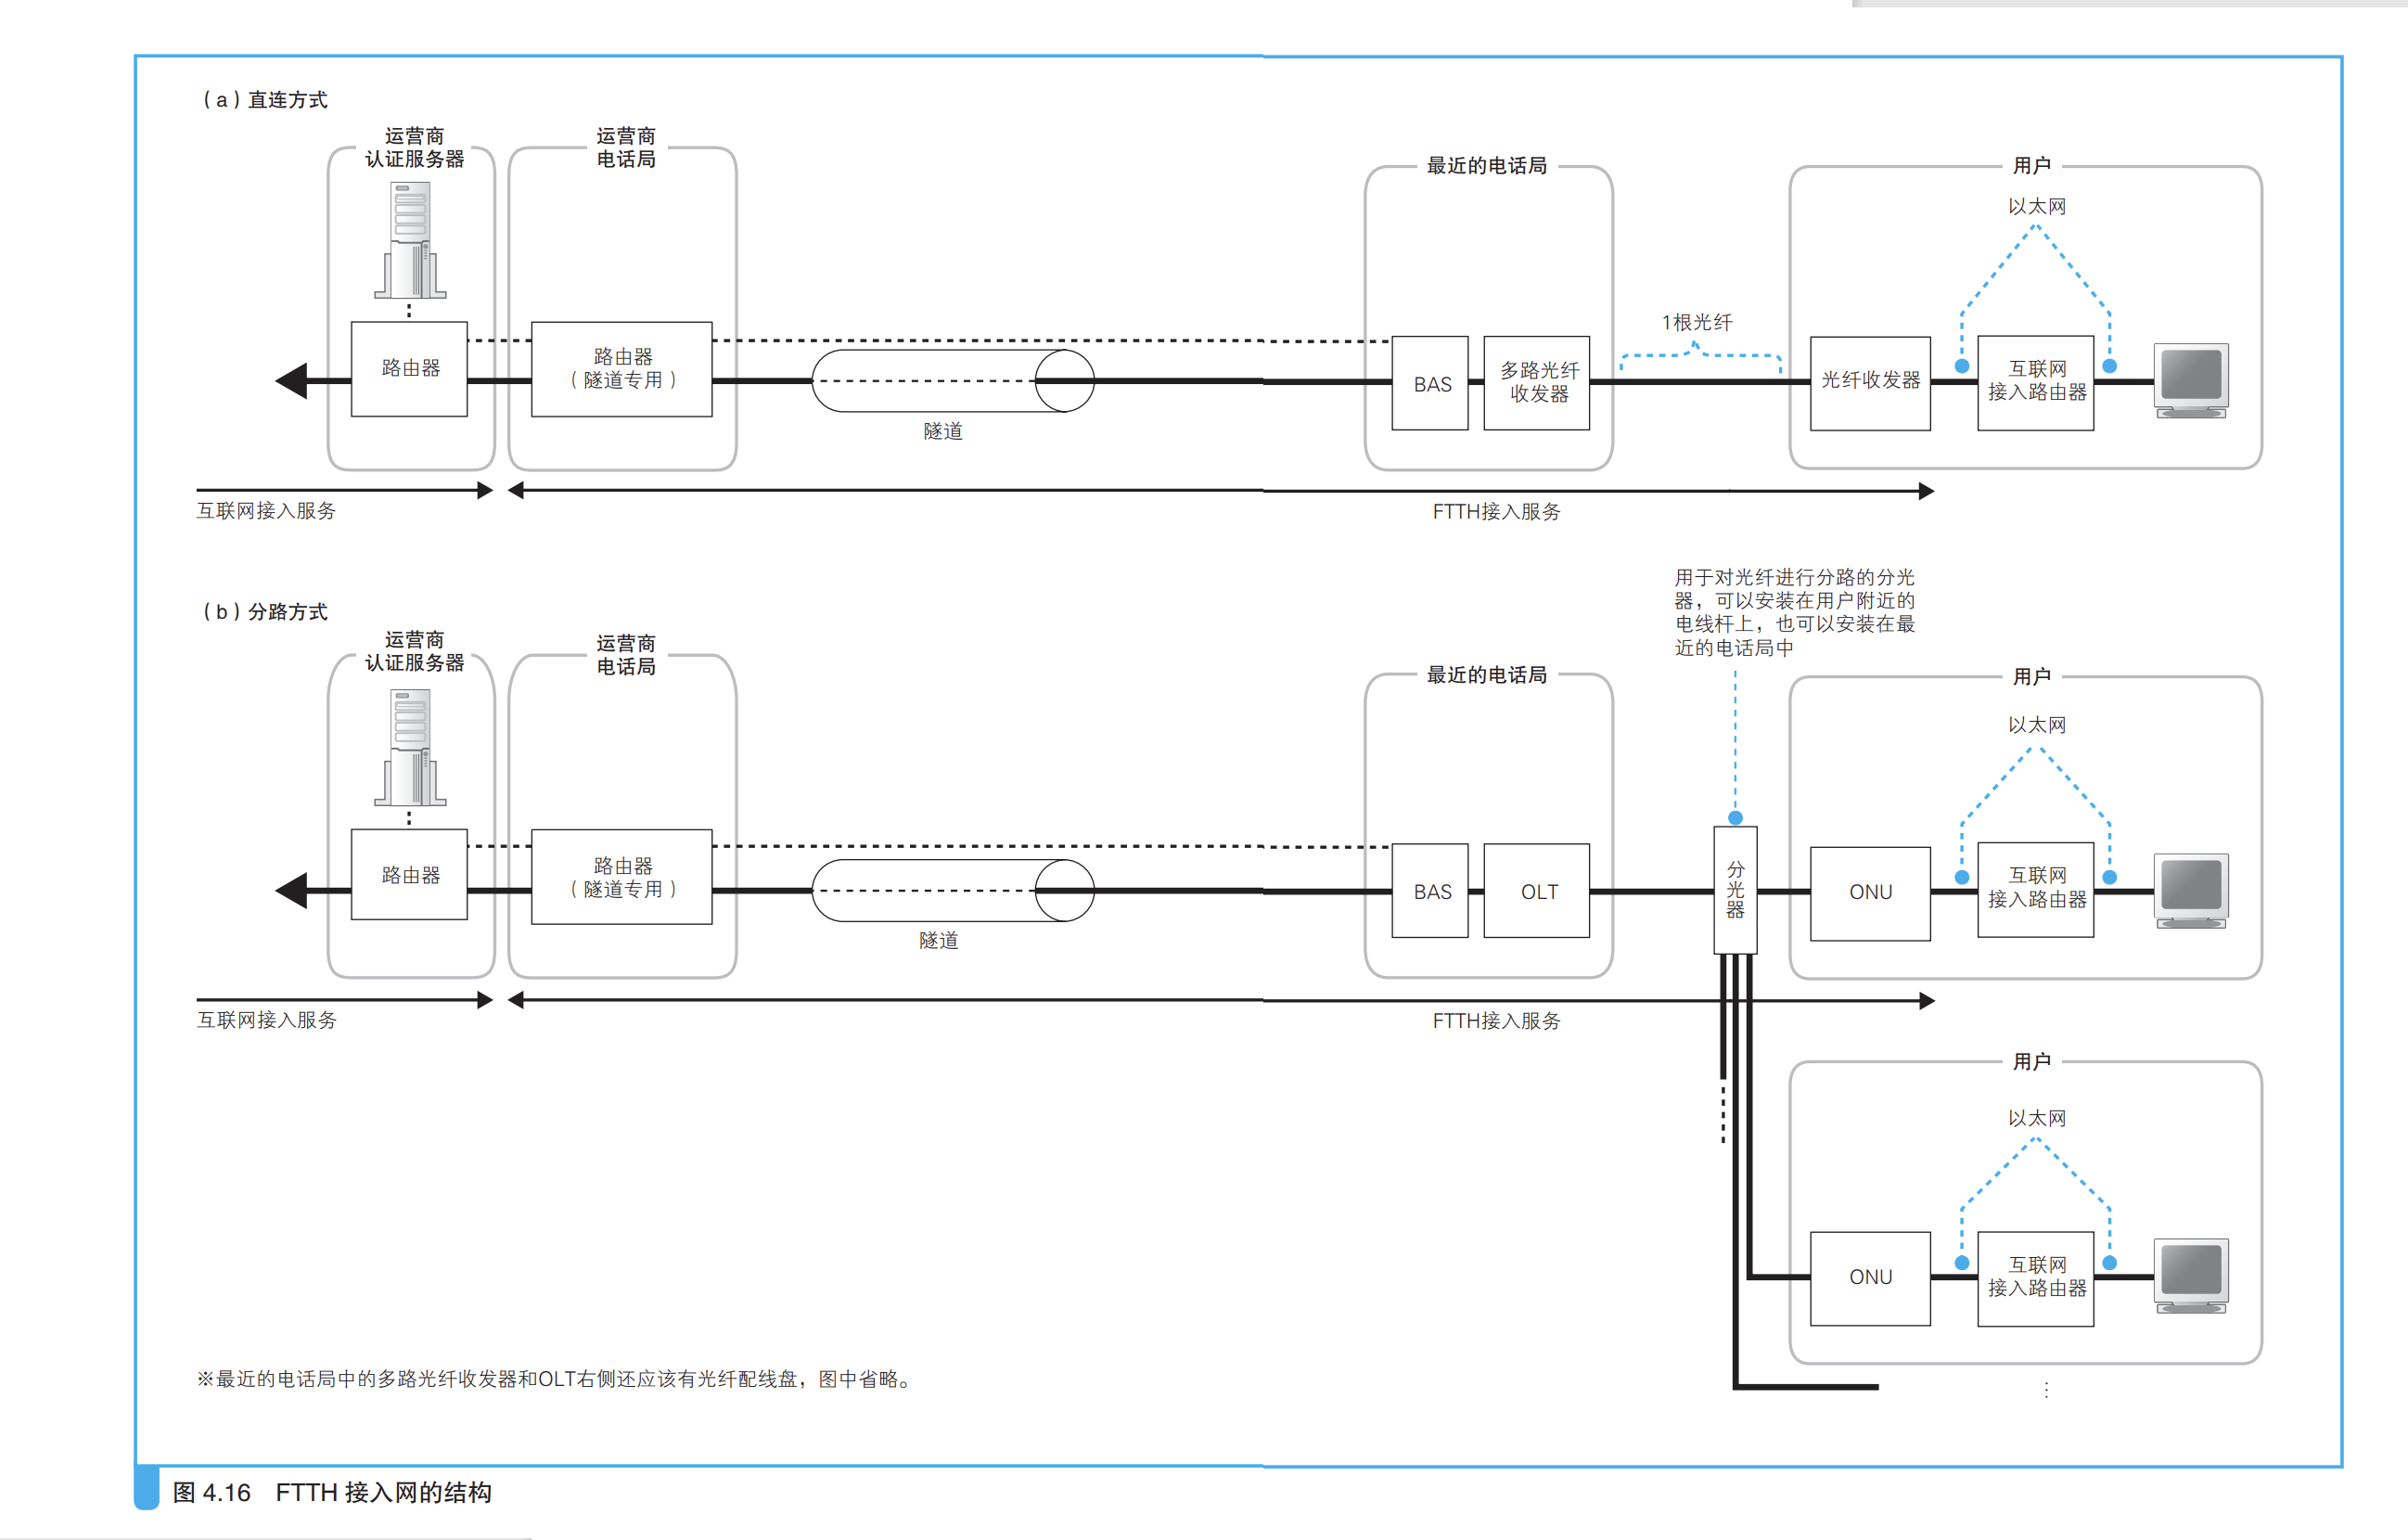 （a）直连方式
运营商
认证服务器
运营商
电话局
最近的电话局
用户
以太网
1根光纤
路由器
路由器
（隧道专用）
BAS
多路光纤
收发器
光纤收发器
互联网
接入路由器
隧道
互联网接入服务
FTTH接入服务
用于对光纤进行分路的分光
器，可以安装在用户附近的
电线杆上，也可以安装在最
近的电话局中
（b）分路方式
运营商
认证服务器
运营商
电话局
最近的电话局
用户
以太网
路由器
路由器
（隧道专用）
BAS
OLT
分光器
ONU
互联网
接入路由器
隧道
互联网接入服务
FTTH接入服务
用户
以太网
ONU
互联网
接入路由器
※最近的电话局中的多路光纤收发器和OLT右侧还应该有光纤配线盘，图中省略。
⋮
图 4.16 FTTH 接入网的结构